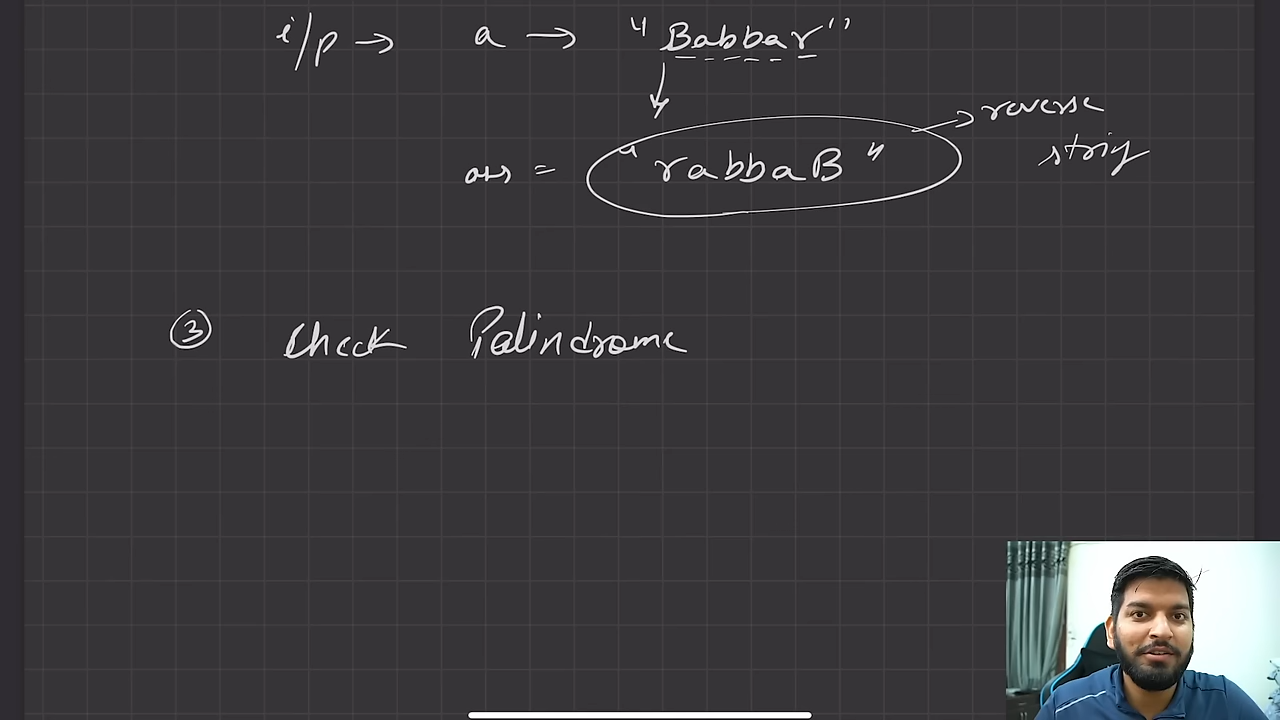 i/p → a → "Babbar"
→ reverse
string
ans = "rabbaB"
③ Check Palindrome